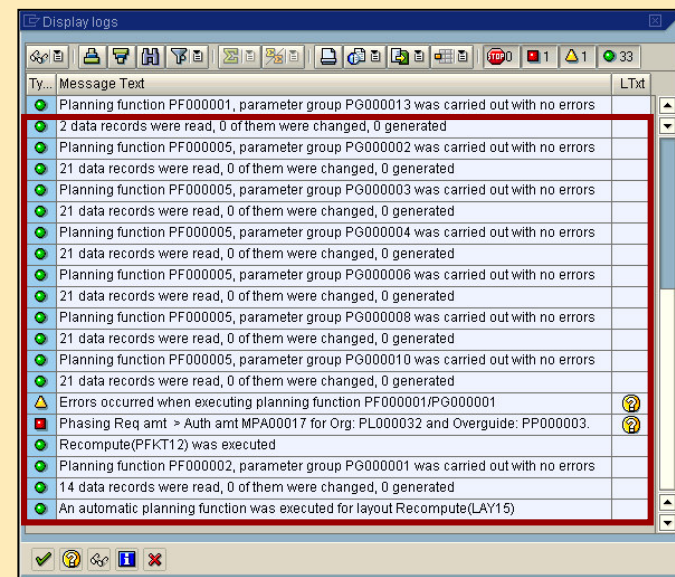 Display logs
STOP 0 1 1 33
Ty... Message Text LTxt
Planning function PF000001, parameter group PG000013 was carried out with no errors
2 data records were read, 0 of them were changed, 0 generated
Planning function PF000005, parameter group PG000002 was carried out with no errors
21 data records were read, 0 of them were changed, 0 generated
Planning function PF000005, parameter group PG000003 was carried out with no errors
21 data records were read, 0 of them were changed, 0 generated
Planning function PF000005, parameter group PG000004 was carried out with no errors
21 data records were read, 0 of them were changed, 0 generated
Planning function PF000005, parameter group PG000006 was carried out with no errors
21 data records were read, 0 of them were changed, 0 generated
Planning function PF000005, parameter group PG000008 was carried out with no errors
21 data records were read, 0 of them were changed, 0 generated
Planning function PF000005, parameter group PG000010 was carried out with no errors
21 data records were read, 0 of them were changed, 0 generated
Errors occurred when executing planning function PF000001/PG000001
Phasing Req amt > Auth amt MPA00017 for Org: PL000032 and Overguide: PP000003.
Recompute(PFKT12) was executed
Planning function PF000002, parameter group PG000001 was carried out with no errors
14 data records were read, 0 of them were changed, 0 generated
An automatic planning function was executed for layout Recompute(LAY15)